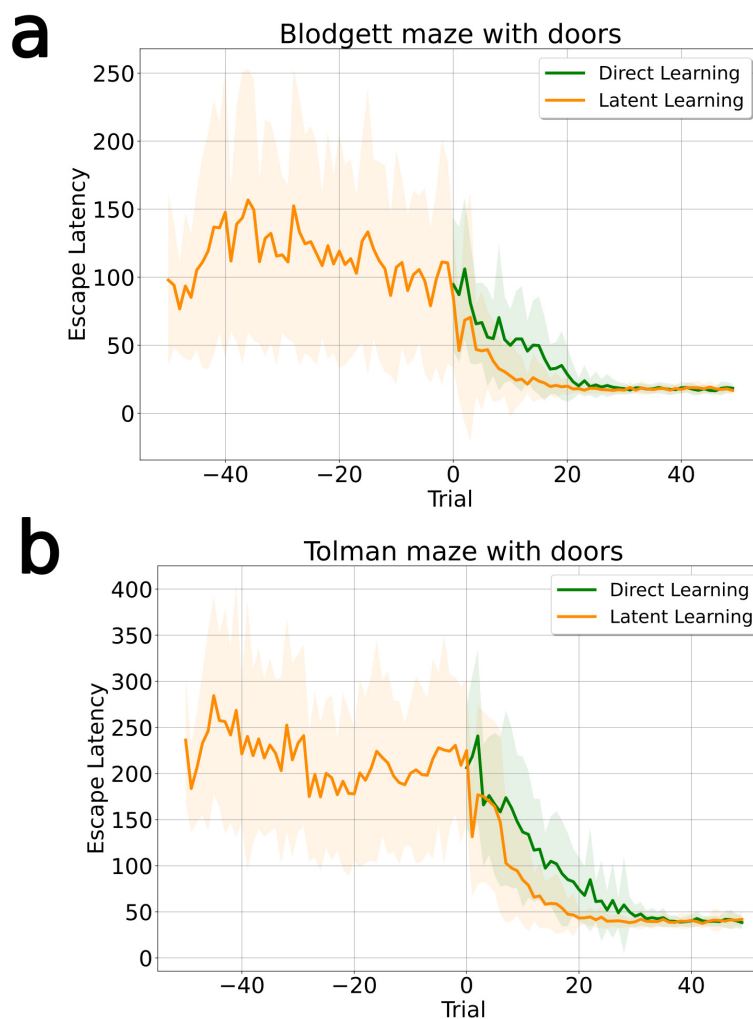 a
Blodgett maze with doors
Direct Learning
Latent Learning
250
200
150
100
50
0
Escape Latency
−40
−20
0
20
40
Trial
b
Tolman maze with doors
Direct Learning
Latent Learning
400
350
300
250
200
150
100
50
0
Escape Latency
−40
−20
0
20
40
Trial